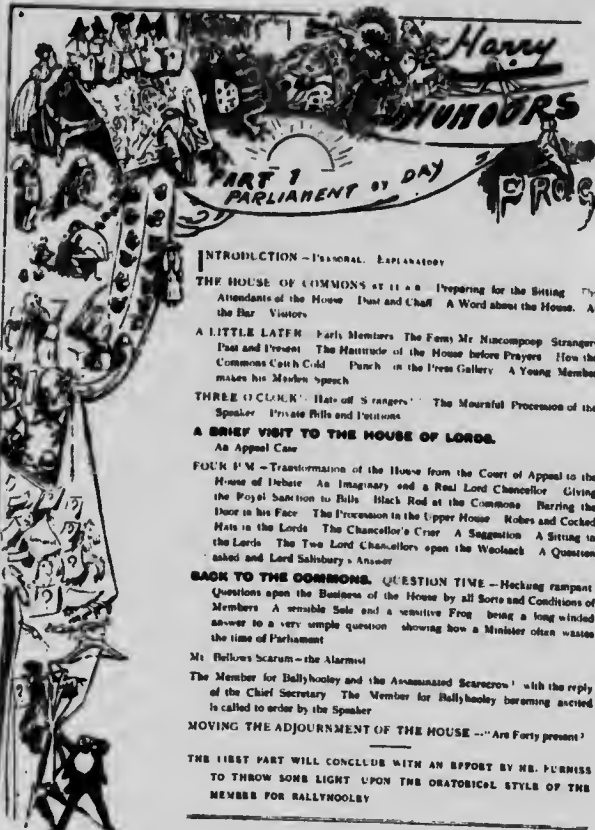 Harry
HUMOURS
PART 1
PARLIAMENT BY DAY
PROG
INTRODUCTION – PERSONAL. EXPLANATORY
THE HOUSE OF COMMONS AT 11 A.M. Preparing for the Sitting The
Attendants of the House Dust and Chaff A Word about the House. A
the Bar Visitors
A LITTLE LATER Early Members The Mr Nincompoop Stranger
Past and Present The of the House before Prayers How the
Commons Catch Cold Punch in the Press Gallery A Young Member
makes his Maiden Speech
THREE O'CLOCK "Hats off Strangers" The Mournful Procession of the
Speaker Private Bills and Petitions
A BRIEF VISIT TO THE HOUSE OF LORDS.
An Appeal Case
FOUR P M – Transformation of the House from the Court of Appeal to the
House of Debate An Imaginary and a Real Lord Chancellor Giving
the Royal Sanction to Bills Black Rod at the Commons Barring the
Door in his Face The Procession in the Upper House Robes and Cocked
Hats in the Lords The Chancellor's Crier A Suggestion A Sitting in
the Lords The Two Lord Chancellors open the Woolsack A Question
asked and Lord Salisbury's Answer
BACK TO THE COMMONS. QUESTION TIME – Heckling rampant
Questions upon the Business of the House by all Sorts and Conditions of
Members A sensible Sole and a sensitive Frog being a long winded
answer to a very simple question showing how a Minister often wastes
the time of Parliament
Mr. Bellows Scarum – the Alarmist
The Member for Ballyhooley and the Assassinated Scarecrow' with the reply
of the Chief Secretary The Member for Ballyhooley becoming excited
is called to order by the Speaker
MOVING THE ADJOURNMENT OF THE HOUSE – "Are Forty present?
THE FIRST PART WILL CONCLUDE WITH AN EFFORT BY MR. FURNISS
TO THROW SOME LIGHT UPON THE ORATORICAL STYLE OF THE
MEMBER FOR BALLYHOOLEY